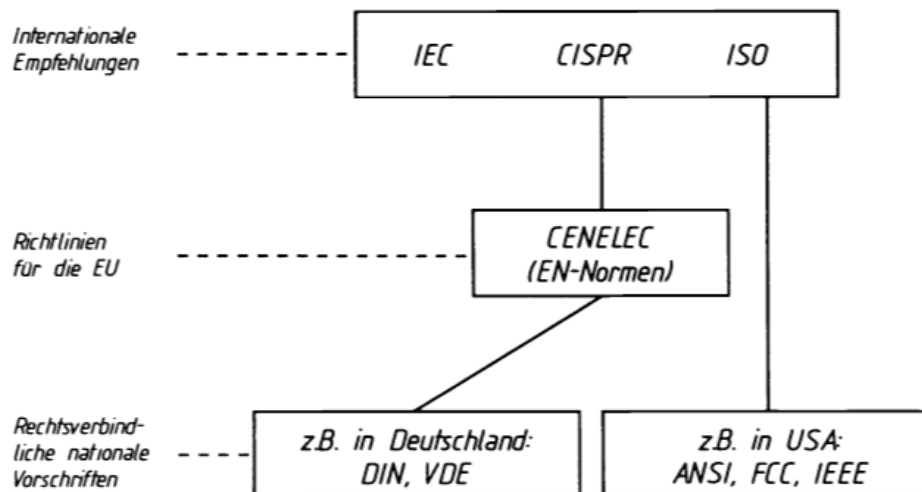 Internationale
Empfehlungen
IEC CISPR ISO
Richtlinien
für die EU
CENELEC
(EN-Normen)
Rechtsverbind-
liche nationale
Vorschriften
z.B. in Deutschland:
DIN, VDE
z.B. in USA:
ANSI, FCC, IEEE